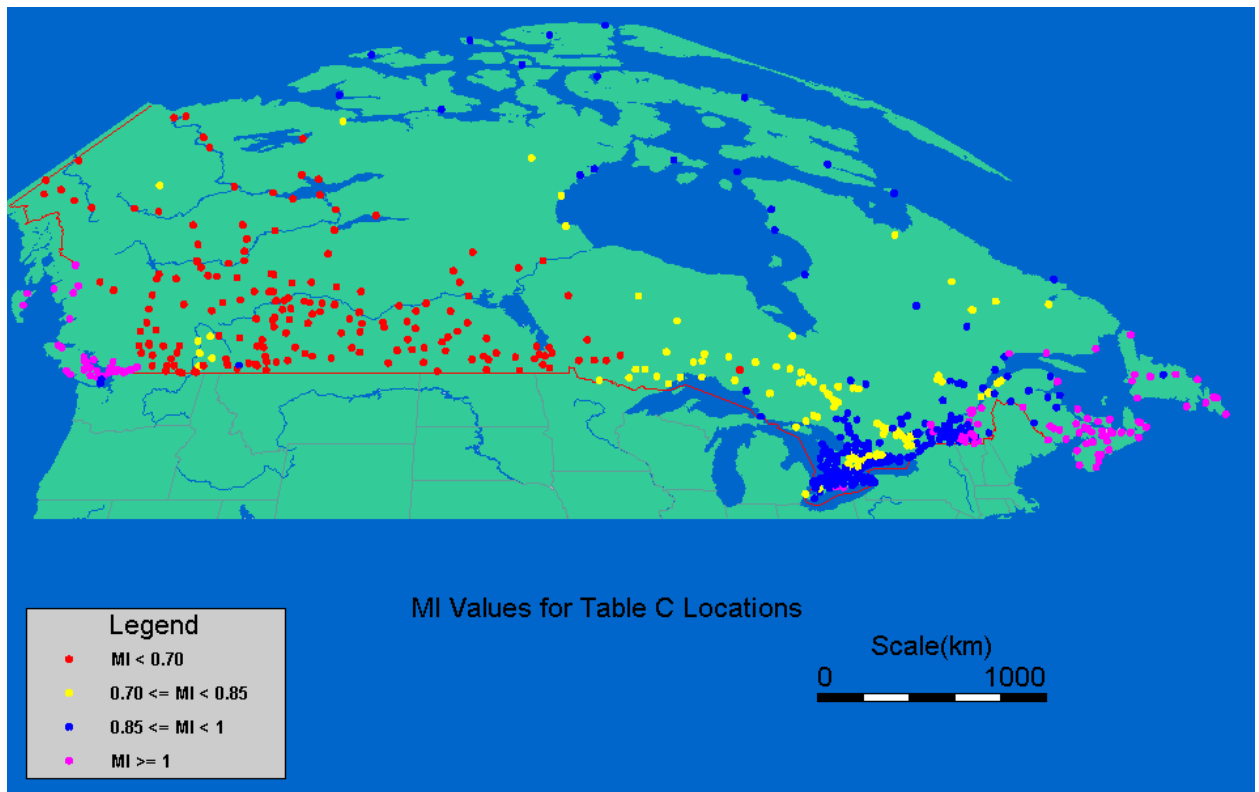 MI Values for Table C Locations
Legend
MI < 0.70
0.70 <= MI < 0.85
0.85 <= MI < 1
MI >= 1
Scale(km)
0 1000